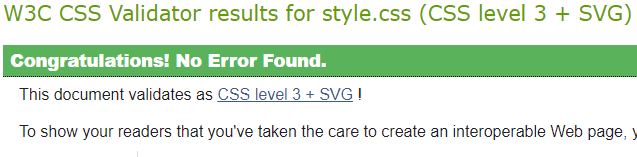 W3C CSS Validator results for style.css (CSS level 3 + SVG)
Congratulations! No Error Found.
This document validates as CSS level 3 + SVG !
To show your readers that you've taken the care to create an interoperable Web page,